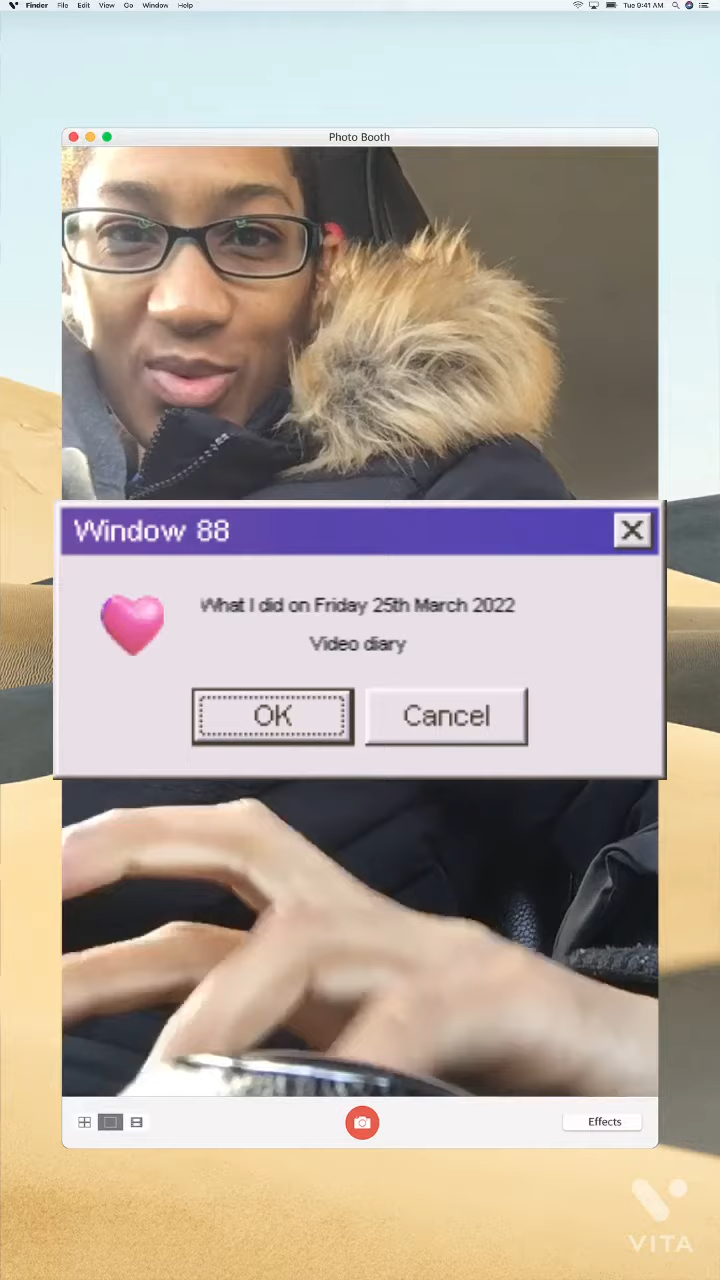 Finder File Edit View Go Window Help
Tue 9:41 AM
Photo Booth
Window 88
What I did on Friday 25th March 2022
Video diary
OK Cancel
Effects
VITA